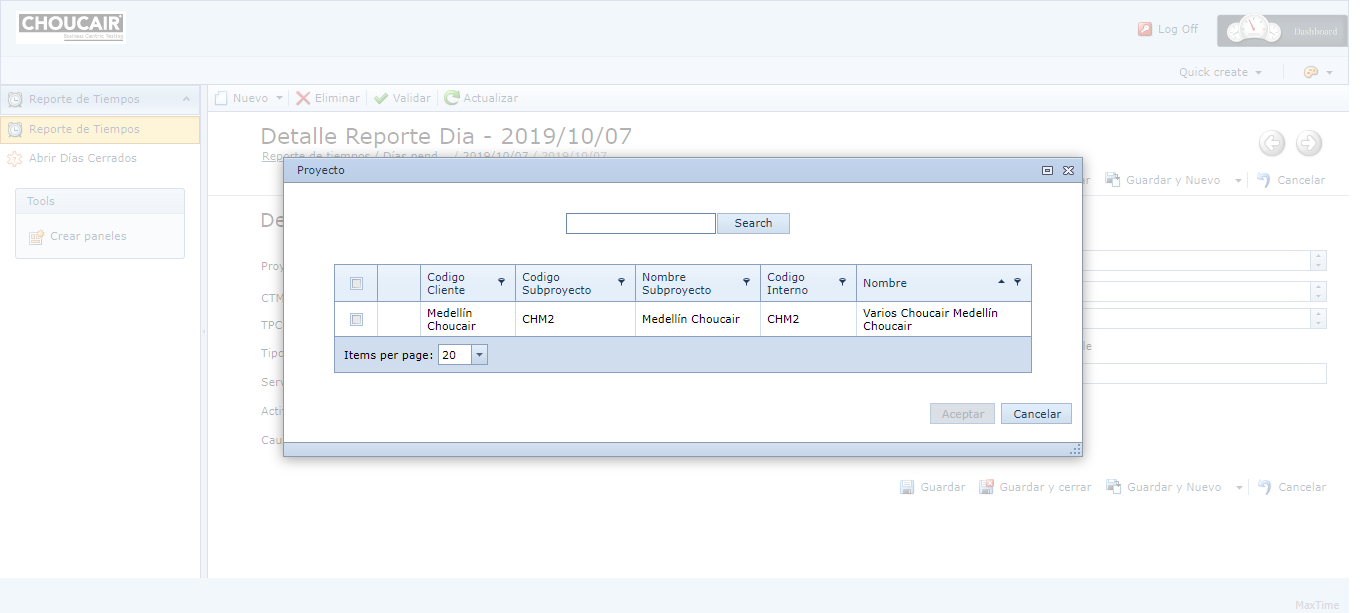 CHOUCAIR
Business Centric Testing
Log Off
Dashboard
Quick create
Reporte de Tiempos
Reporte de Tiempos
Abrir Días Cerrados
Tools
Crear paneles
Nuevo Eliminar Validar Actualizar
Detalle Reporte Dia - 2019/10/07
Reporte de tiempos / Días pend... / 2019/10/07 / 2019/10/07
Guardar y Nuevo Cancelar
De
Proy
CTM
TPC
Tipo
Serv
Acti
Cau
Proyecto
Search
Codigo Cliente Codigo Subproyecto Nombre Subproyecto Codigo Interno Nombre
Medellín Choucair CHM2 Medellín Choucair CHM2 Varios Choucair Medellín Choucair
Items per page: 20
Aceptar Cancelar
Guardar Guardar y cerrar Guardar y Nuevo Cancelar
MaxTime